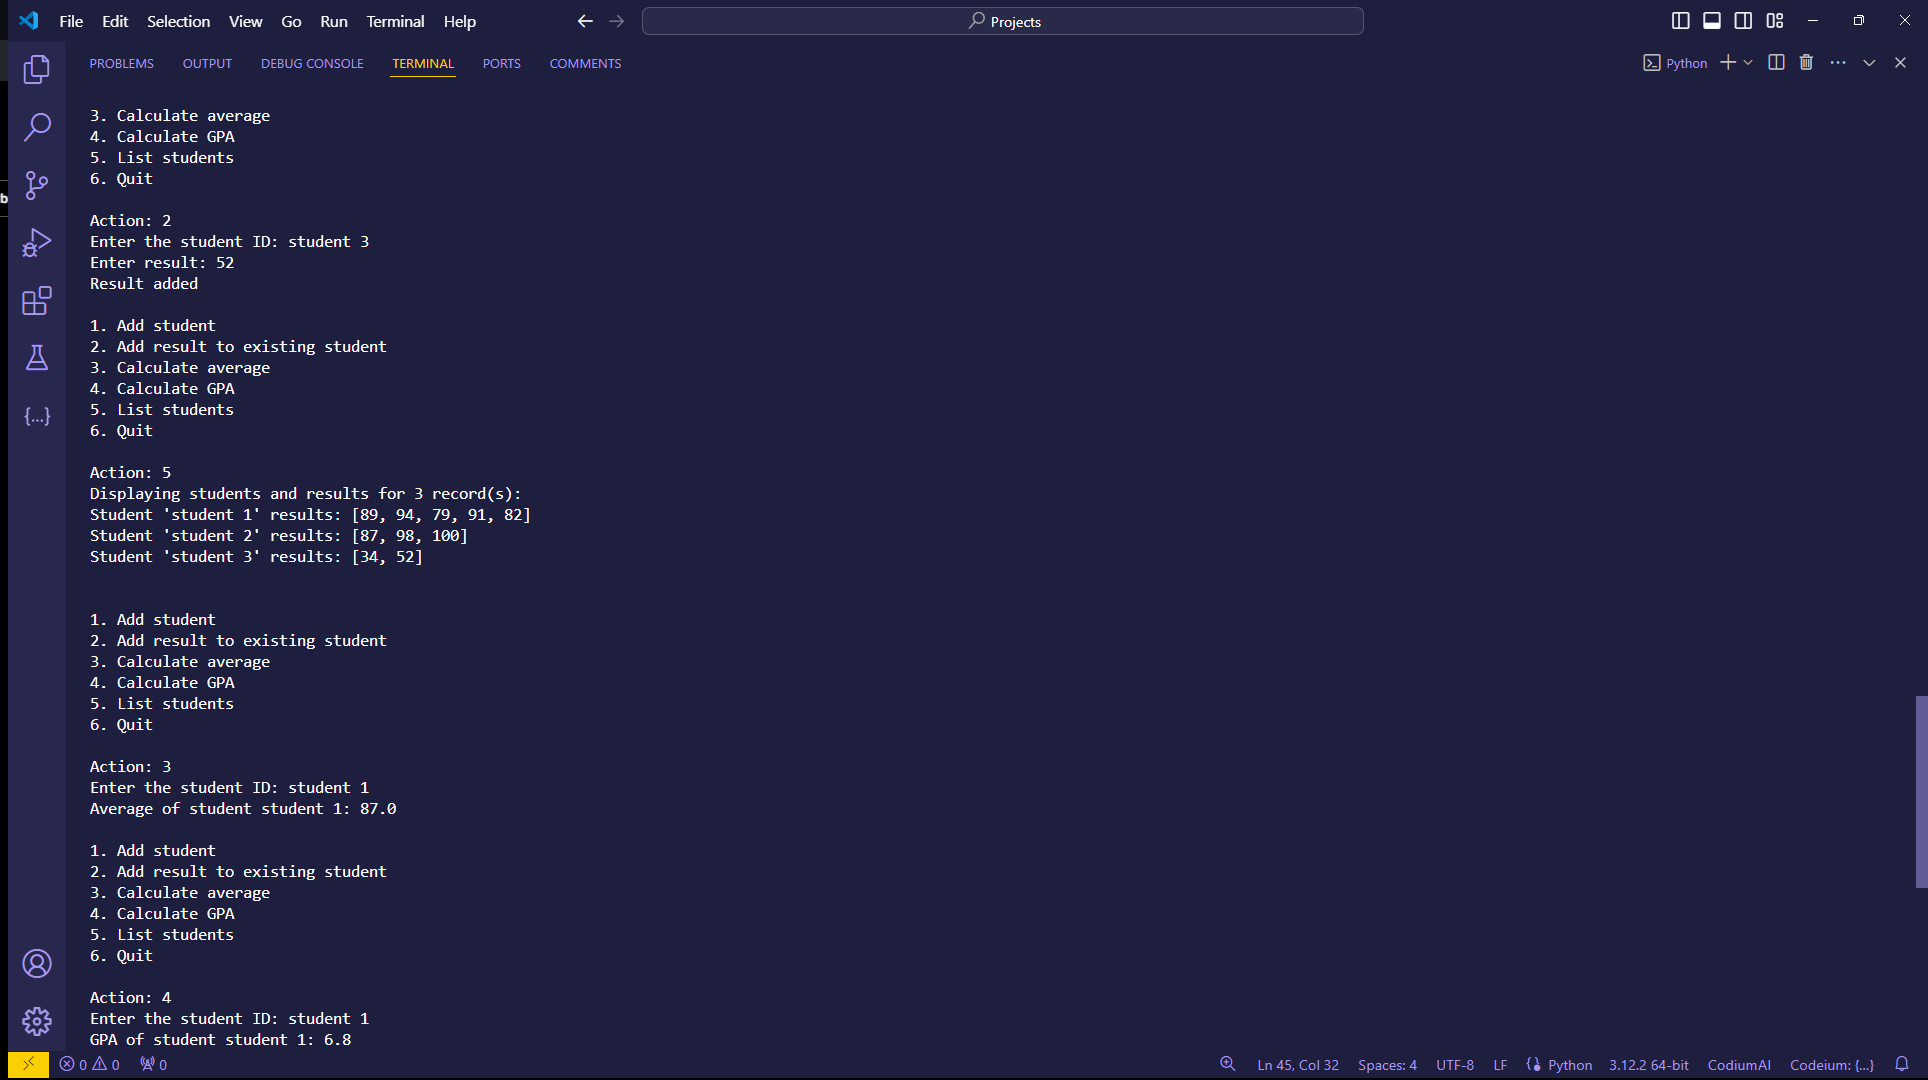 File Edit Selection View Go Run Terminal Help
Projects
PROBLEMS OUTPUT DEBUG CONSOLE TERMINAL PORTS COMMENTS
Python
3. Calculate average
4. Calculate GPA
5. List students
6. Quit
b
Action: 2
Enter the student ID: student 3
Enter result: 52
Result added
1. Add student
2. Add result to existing student
3. Calculate average
4. Calculate GPA
5. List students
6. Quit
Action: 5
Displaying students and results for 3 record(s):
Student 'student 1' results: [89, 94, 79, 91, 82]
Student 'student 2' results: [87, 98, 100]
Student 'student 3' results: [34, 52]
1. Add student
2. Add result to existing student
3. Calculate average
4. Calculate GPA
5. List students
6. Quit
Action: 3
Enter the student ID: student 1
Average of student student 1: 87.0
1. Add student
2. Add result to existing student
3. Calculate average
4. Calculate GPA
5. List students
6. Quit
Action: 4
Enter the student ID: student 1
GPA of student student 1: 6.8
0 0 0 Ln 45, Col 32 Spaces: 4 UTF-8 LF Python 3.12.2 64-bit CodiumAI Codeium: {...}